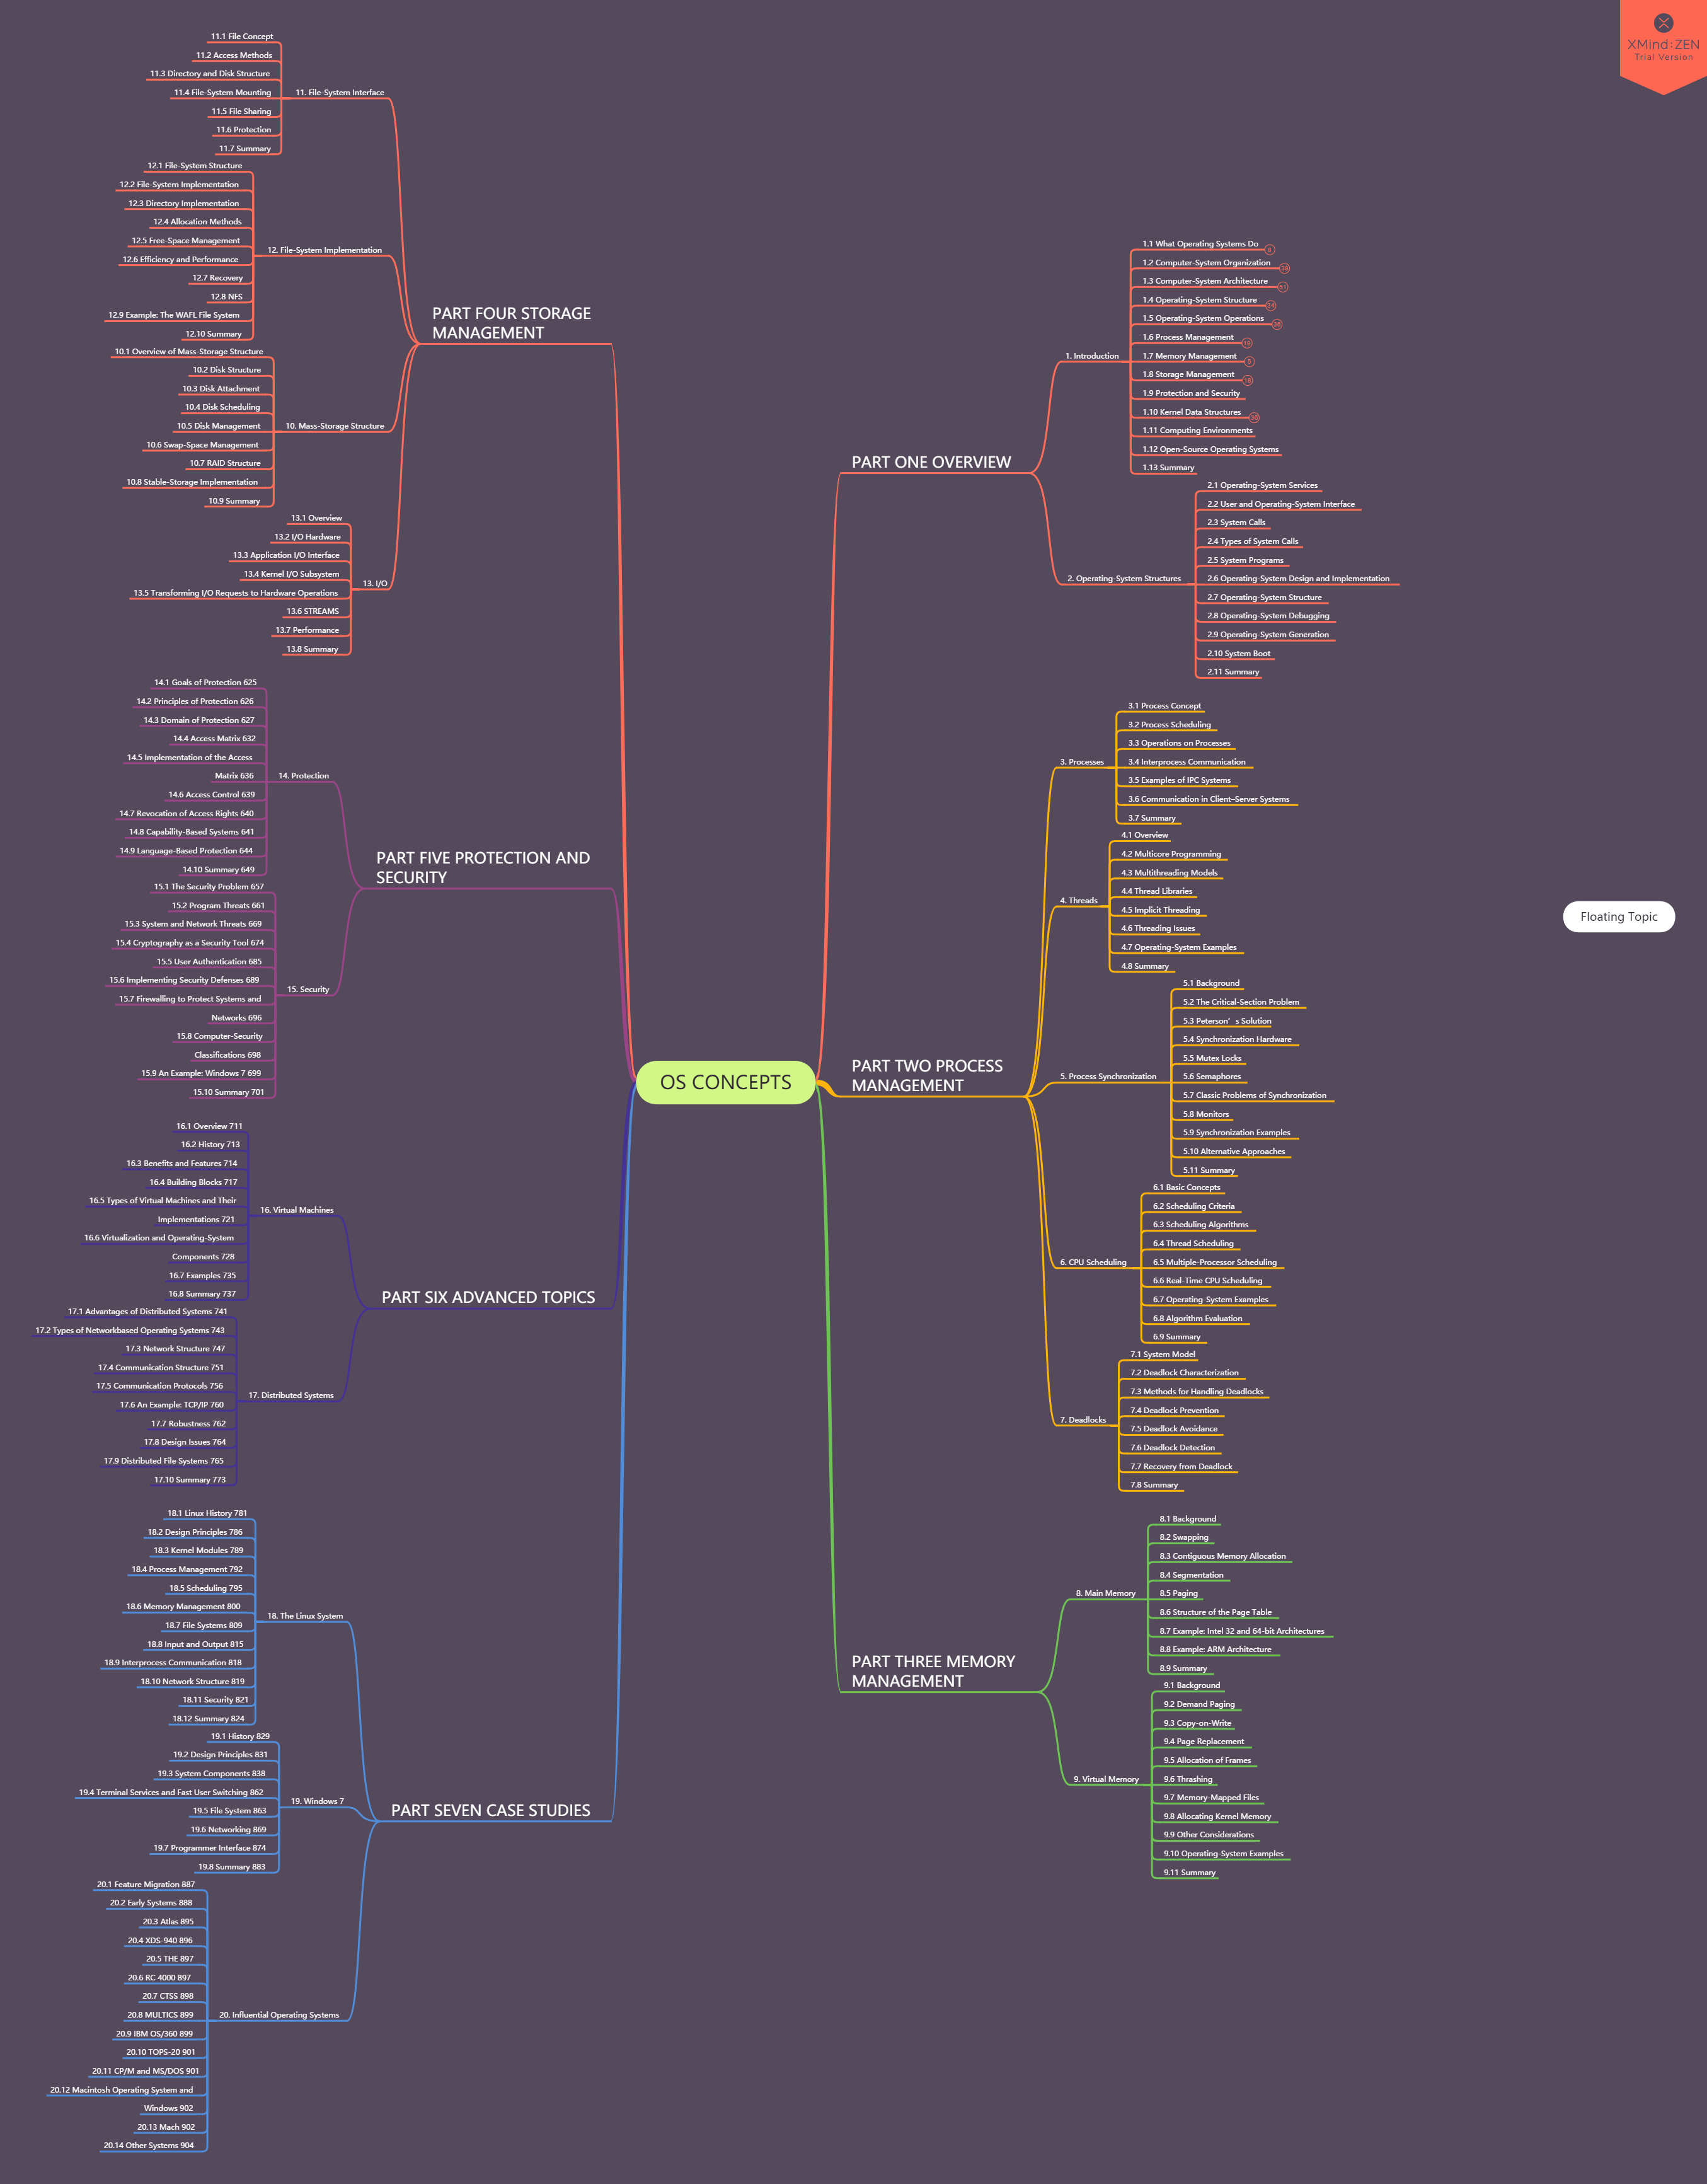 XMind:ZEN
Trial Version
OS CONCEPTS
PART ONE OVERVIEW
1. Introduction
1.1 What Operating Systems Do
1.2 Computer-System Organization
1.3 Computer-System Architecture
1.4 Operating-System Structure
1.5 Operating-System Operations
1.6 Process Management
1.7 Memory Management
1.8 Storage Management
1.9 Protection and Security
1.10 Kernel Data Structures
1.11 Computing Environments
1.12 Open-Source Operating Systems
1.13 Summary
2. Operating-System Structures
2.1 Operating-System Services
2.2 User and Operating-System Interface
2.3 System Calls
2.4 Types of System Calls
2.5 System Programs
2.6 Operating-System Design and Implementation
2.7 Operating-System Structure
2.8 Operating-System Debugging
2.9 Operating-System Generation
2.10 System Boot
2.11 Summary
PART TWO PROCESS
MANAGEMENT
3. Processes
3.1 Process Concept
3.2 Process Scheduling
3.3 Operations on Processes
3.4 Interprocess Communication
3.5 Examples of IPC Systems
3.6 Communication in Client–Server Systems
3.7 Summary
4. Threads
4.1 Overview
4.2 Multicore Programming
4.3 Multithreading Models
4.4 Thread Libraries
4.5 Implicit Threading
4.6 Threading Issues
4.7 Operating-System Examples
4.8 Summary
5. Process Synchronization
5.1 Background
5.2 The Critical-Section Problem
5.3 Peterson’s Solution
5.4 Synchronization Hardware
5.5 Mutex Locks
5.6 Semaphores
5.7 Classic Problems of Synchronization
5.8 Monitors
5.9 Synchronization Examples
5.10 Alternative Approaches
5.11 Summary
6. CPU Scheduling
6.1 Basic Concepts
6.2 Scheduling Criteria
6.3 Scheduling Algorithms
6.4 Thread Scheduling
6.5 Multiple-Processor Scheduling
6.6 Real-Time CPU Scheduling
6.7 Operating-System Examples
6.8 Algorithm Evaluation
6.9 Summary
7. Deadlocks
7.1 System Model
7.2 Deadlock Characterization
7.3 Methods for Handling Deadlocks
7.4 Deadlock Prevention
7.5 Deadlock Avoidance
7.6 Deadlock Detection
7.7 Recovery from Deadlock
7.8 Summary
PART THREE MEMORY
MANAGEMENT
8. Main Memory
8.1 Background
8.2 Swapping
8.3 Contiguous Memory Allocation
8.4 Segmentation
8.5 Paging
8.6 Structure of the Page Table
8.7 Example: Intel 32 and 64-bit Architectures
8.8 Example: ARM Architecture
8.9 Summary
9. Virtual Memory
9.1 Background
9.2 Demand Paging
9.3 Copy-on-Write
9.4 Page Replacement
9.5 Allocation of Frames
9.6 Thrashing
9.7 Memory-Mapped Files
9.8 Allocating Kernel Memory
9.9 Other Considerations
9.10 Operating-System Examples
9.11 Summary
PART FOUR STORAGE
MANAGEMENT
11. File-System Interface
11.1 File Concept
11.2 Access Methods
11.3 Directory and Disk Structure
11.4 File-System Mounting
11.5 File Sharing
11.6 Protection
11.7 Summary
12. File-System Implementation
12.1 File-System Structure
12.2 File-System Implementation
12.3 Directory Implementation
12.4 Allocation Methods
12.5 Free-Space Management
12.6 Efficiency and Performance
12.7 Recovery
12.8 NFS
12.9 Example: The WAFL File System
12.10 Summary
10. Mass-Storage Structure
10.1 Overview of Mass-Storage Structure
10.2 Disk Structure
10.3 Disk Attachment
10.4 Disk Scheduling
10.5 Disk Management
10.6 Swap-Space Management
10.7 RAID Structure
10.8 Stable-Storage Implementation
10.9 Summary
13. I/O
13.1 Overview
13.2 I/O Hardware
13.3 Application I/O Interface
13.4 Kernel I/O Subsystem
13.5 Transforming I/O Requests to Hardware Operations
13.6 STREAMS
13.7 Performance
13.8 Summary
PART FIVE PROTECTION AND
SECURITY
14. Protection
14.1 Goals of Protection 625
14.2 Principles of Protection 626
14.3 Domain of Protection 627
14.4 Access Matrix 632
14.5 Implementation of the Access
Matrix 636
14.6 Access Control 639
14.7 Revocation of Access Rights 640
14.8 Capability-Based Systems 641
14.9 Language-Based Protection 644
14.10 Summary 649
15. Security
15.1 The Security Problem 657
15.2 Program Threats 661
15.3 System and Network Threats 669
15.4 Cryptography as a Security Tool 674
15.5 User Authentication 685
15.6 Implementing Security Defenses 689
15.7 Firewalling to Protect Systems and
Networks 696
15.8 Computer-Security
Classifications 698
15.9 An Example: Windows 7 699
15.10 Summary 701
PART SIX ADVANCED TOPICS
16. Virtual Machines
16.1 Overview 711
16.2 History 713
16.3 Benefits and Features 714
16.4 Building Blocks 717
16.5 Types of Virtual Machines and Their
Implementations 721
16.6 Virtualization and Operating-System
Components 728
16.7 Examples 735
16.8 Summary 737
17. Distributed Systems
17.1 Advantages of Distributed Systems 741
17.2 Types of Networkbased Operating Systems 743
17.3 Network Structure 747
17.4 Communication Structure 751
17.5 Communication Protocols 756
17.6 An Example: TCP/IP 760
17.7 Robustness 762
17.8 Design Issues 764
17.9 Distributed File Systems 765
17.10 Summary 773
PART SEVEN CASE STUDIES
18. The Linux System
18.1 Linux History 781
18.2 Design Principles 786
18.3 Kernel Modules 789
18.4 Process Management 792
18.5 Scheduling 795
18.6 Memory Management 800
18.7 File Systems 809
18.8 Input and Output 815
18.9 Interprocess Communication 818
18.10 Network Structure 819
18.11 Security 821
18.12 Summary 824
19. Windows 7
19.1 History 829
19.2 Design Principles 831
19.3 System Components 838
19.4 Terminal Services and Fast User Switching 862
19.5 File System 863
19.6 Networking 869
19.7 Programmer Interface 874
19.8 Summary 883
20. Influential Operating Systems
20.1 Feature Migration 887
20.2 Early Systems 888
20.3 Atlas 895
20.4 XDS-940 896
20.5 THE 897
20.6 RC 4000 897
20.7 CTSS 898
20.8 MULTICS 899
20.9 IBM OS/360 899
20.10 TOPS-20 901
20.11 CP/M and MS/DOS 901
20.12 Macintosh Operating System and
Windows 902
20.13 Mach 902
20.14 Other Systems 904
Floating Topic